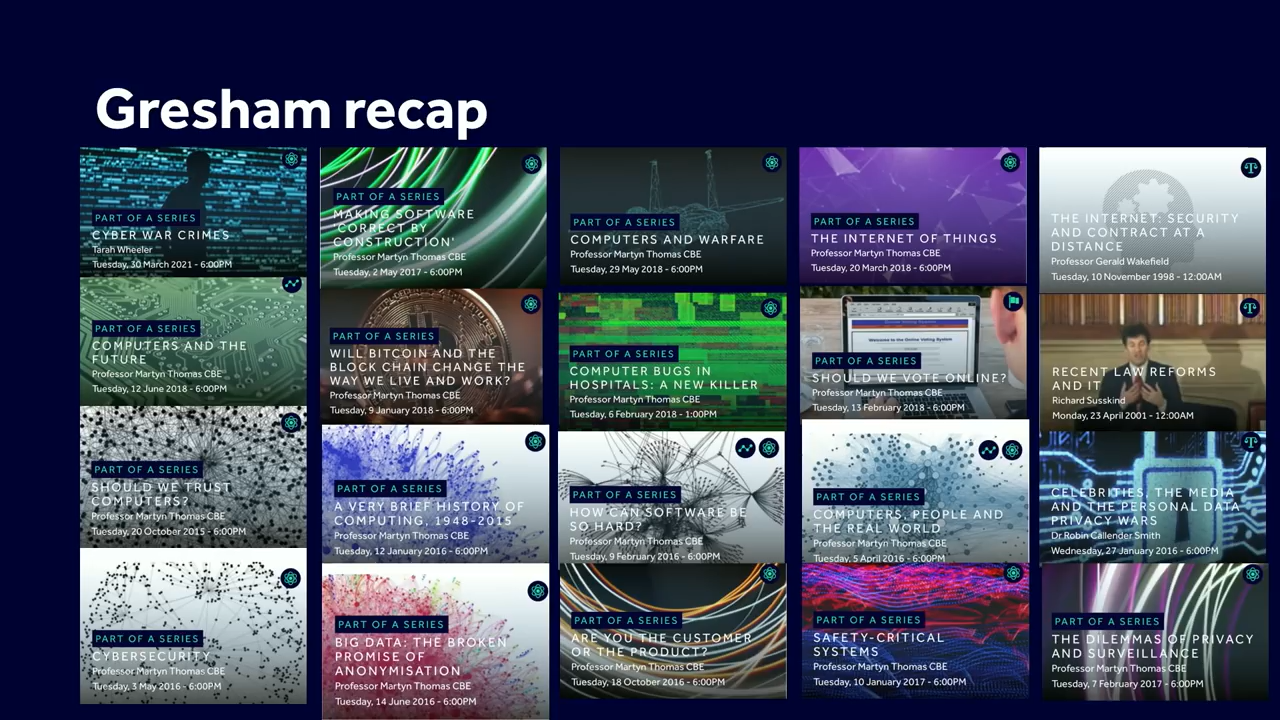 Gresham recap
PART OF A SERIES
CYBER WAR CRIMES
Tarah Wheeler
Tuesday, 30 March 2021 - 6:00PM
PART OF A SERIES
MAKING SOFTWARE
'CORRECT BY
CONSTRUCTION'
Professor Martyn Thomas CBE
Tuesday, 2 May 2017 - 6:00PM
PART OF A SERIES
COMPUTERS AND WARFARE
Professor Martyn Thomas CBE
Tuesday, 29 May 2018 - 6:00PM
PART OF A SERIES
THE INTERNET OF THINGS
Professor Martyn Thomas CBE
Tuesday, 20 March 2018 - 6:00PM
THE INTERNET: SECURITY
AND CONTRACT AT A
DISTANCE
Professor Gerald Wakefield
Tuesday, 10 November 1998 - 12:00AM
PART OF A SERIES
COMPUTERS AND THE
FUTURE
Professor Martyn Thomas CBE
Tuesday, 12 June 2018 - 6:00PM
PART OF A SERIES
WILL BITCOIN AND THE
BLOCK CHAIN CHANGE THE
WAY WE LIVE AND WORK?
Professor Martyn Thomas CBE
Tuesday, 9 January 2018 - 6:00PM
PART OF A SERIES
COMPUTER BUGS IN
HOSPITALS: A NEW KILLER
Professor Martyn Thomas CBE
Tuesday, 6 February 2018 - 1:00PM
Welcome to the Online Voting System
PART OF A SERIES
SHOULD WE VOTE ONLINE?
Professor Martyn Thomas CBE
Tuesday, 13 February 2018 - 6:00PM
RECENT LAW REFORMS
AND IT
Richard Susskind
Monday, 23 April 2001 - 12:00AM
PART OF A SERIES
SHOULD WE TRUST
COMPUTERS?
Professor Martyn Thomas CBE
Tuesday, 20 October 2015 - 6:00PM
PART OF A SERIES
A VERY BRIEF HISTORY OF
COMPUTING, 1948-2015
Professor Martyn Thomas CBE
Tuesday, 12 January 2016 - 6:00PM
PART OF A SERIES
HOW CAN SOFTWARE BE
SO HARD?
Professor Martyn Thomas CBE
Tuesday, 9 February 2016 - 6:00PM
PART OF A SERIES
COMPUTERS, PEOPLE AND
THE REAL WORLD
Professor Martyn Thomas CBE
Tuesday, 5 April 2016 - 6:00PM
CELEBRITIES, THE MEDIA
AND THE PERSONAL DATA
PRIVACY WARS
Dr Robin Callender Smith
Wednesday, 27 January 2016 - 6:00PM
PART OF A SERIES
CYBERSECURITY
Professor Martyn Thomas CBE
Tuesday, 3 May 2016 - 6:00PM
PART OF A SERIES
BIG DATA: THE BROKEN
PROMISE OF
ANONYMISATION
Professor Martyn Thomas CBE
Tuesday, 14 June 2016 - 6:00PM
PART OF A SERIES
ARE YOU THE CUSTOMER
OR THE PRODUCT?
Professor Martyn Thomas CBE
Tuesday, 18 October 2016 - 6:00PM
PART OF A SERIES
SAFETY-CRITICAL
SYSTEMS
Professor Martyn Thomas CBE
Tuesday, 10 January 2017 - 6:00PM
PART OF A SERIES
THE DILEMMAS OF PRIVACY
AND SURVEILLANCE
Professor Martyn Thomas CBE
Tuesday, 7 February 2017 - 6:00PM